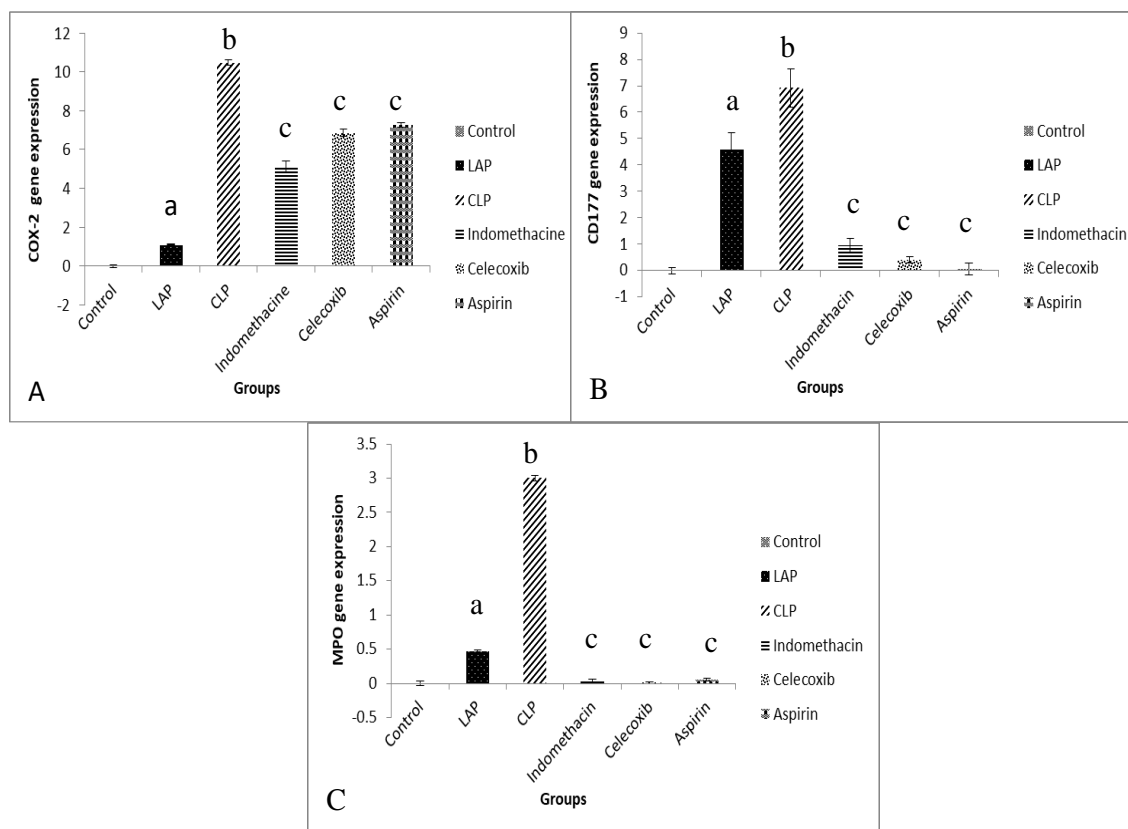 COX-2 gene expression
12
10
8
6
4
2
0
-2
a
b
c
c
c
Control
LAP
CLP
Indomethacine
Celecoxib
Aspirin
Groups
Control
LAP
CLP
Indomethacine
Celecoxib
Aspirin
A
CD177 gene expression
9
8
7
6
5
4
3
2
1
0
-1
a
b
c
c
c
Control
LAP
CLP
Indomethacin
Celecoxib
Aspirin
Groups
Control
LAP
CLP
Indomethacin
Celecoxib
Aspirin
B
MPO gene expression
3.5
3
2.5
2
1.5
1
0.5
0
-0.5
a
b
c
c
c
Control
LAP
CLP
Indomethacin
Celecoxib
Aspirin
Groups
Control
LAP
CLP
Indomethacin
Celecoxib
Aspirin
C